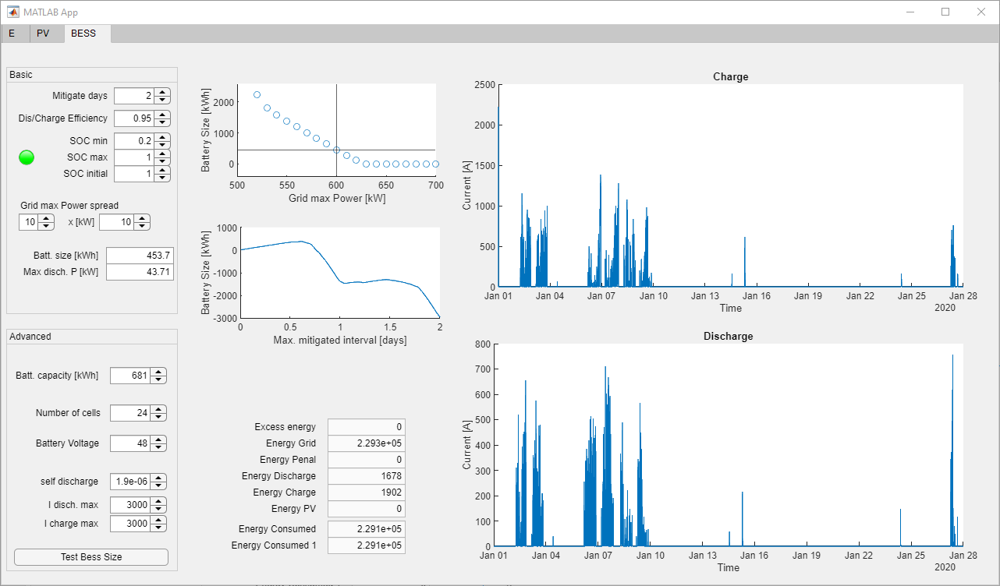 MATLAB App
E PV BESS
Basic
Mitigate days 2
Dis/Charge Efficiency 0.95
SOC min 0.2
SOC max 1
SOC initial 1
Grid max Power spread
10 x [kW] 10
Batt. size [kWh] 453.7
Max disch. P [kW] 43.71
Advanced
Batt. capacity [kWh] 681
Number of cells 24
Battery Voltage 48
self discharge 1.9e-06
I disch. max 3000
I charge max 3000
Test Bess Size
Battery Size [kWh]
2000
1000
0
500 550 600 650 700
Grid max Power [kW]
Battery Size [kWh]
1000
0
-1000
-2000
-3000
0 0.5 1 1.5 2
Max. mitigated interval [days]
Excess energy 0
Energy Grid 2.293e+05
Energy Penal 0
Energy Discharge 1678
Energy Charge 1902
Energy PV 0
Energy Consumed 2.291e+05
Energy Consumed 1 2.291e+05
Charge
Current [A]
2500
2000
1500
1000
500
0
Jan 01 Jan 04 Jan 07 Jan 10 Jan 13 Jan 16 Jan 19 Jan 22 Jan 25 Jan 28
Time
2020
Discharge
Current [A]
800
700
600
500
400
300
200
100
0
Jan 01 Jan 04 Jan 07 Jan 10 Jan 13 Jan 16 Jan 19 Jan 22 Jan 25 Jan 28
Time
2020